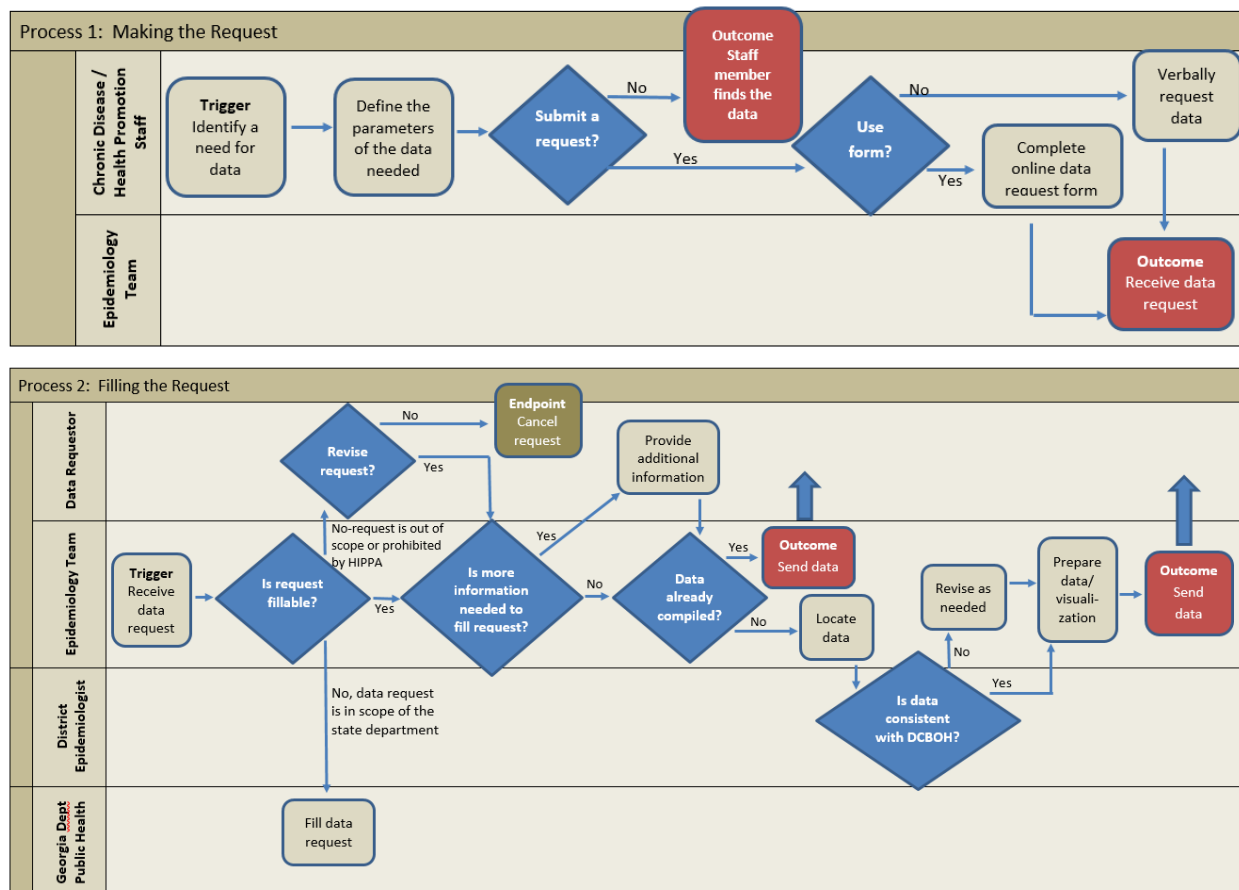 Process 1: Making the Request
Chronic Disease /
Health Promotion
Staff
Trigger
Identify a
need for
data
Define the
parameters
of the data
needed
Submit a
request?
No
Outcome
Staff
member
finds the
data
Yes
Use
form?
No
Verbally
request
data
Yes
Complete
online data
request form
Epidemiology
Team
Outcome
Receive data
request
Process 2: Filling the Request
Data Requestor
Revise
request?
No
Endpoint
Cancel
request
Yes
Provide
additional
information
Epidemiology Team
Trigger
Receive
data
request
Is request
fillable?
No-request is out of
scope or prohibited
by HIPPA
Yes
Is more
information
needed to
fill request?
Yes
No
Data
already
compiled?
Yes
Outcome
Send data
No
Locate
data
Revise as
needed
Prepare
data/
visuali-
zation
Outcome
Send
data
District
Epidemiologist
No, data request
is in scope of the
state department
Is data
consistent
with DCBOH?
No
Yes
Georgia Dept
Public Health
Fill data
request